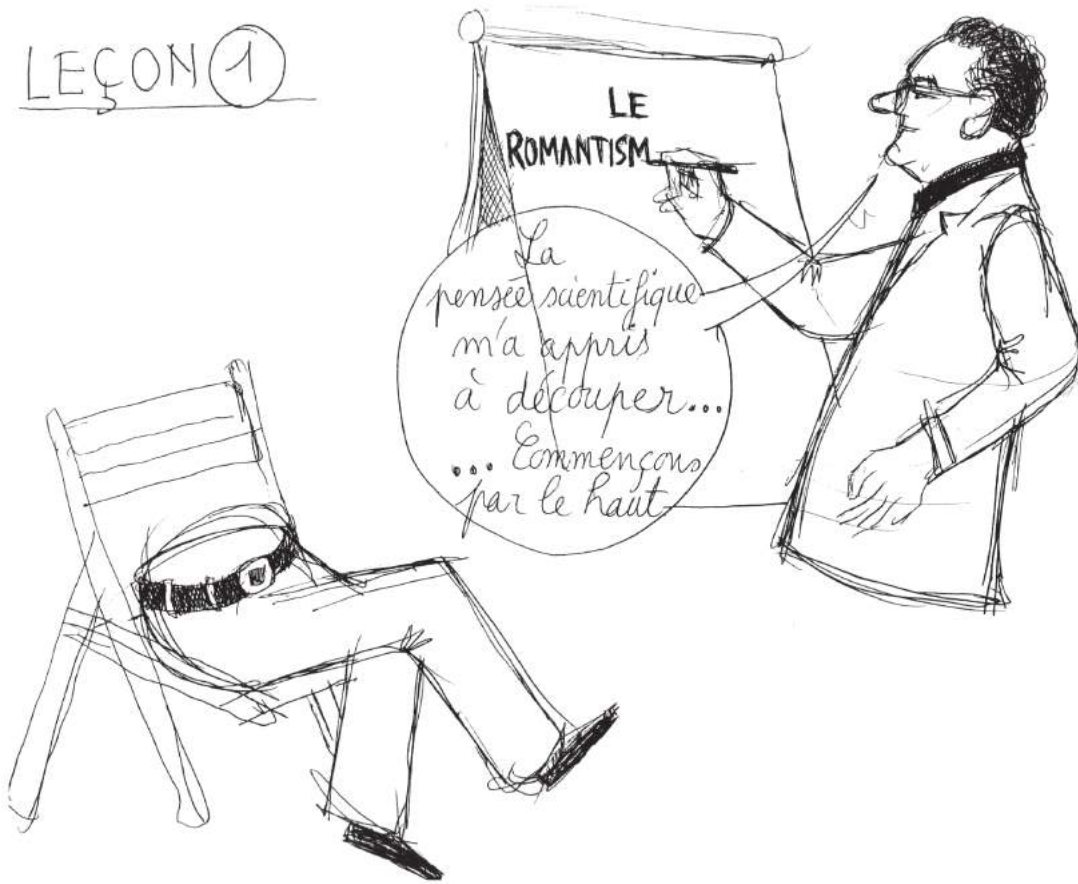 LEÇON 1
LE
ROMANTISM
La
pensée scientifique
m'a appris
à découper...
... Commençons
par le haut